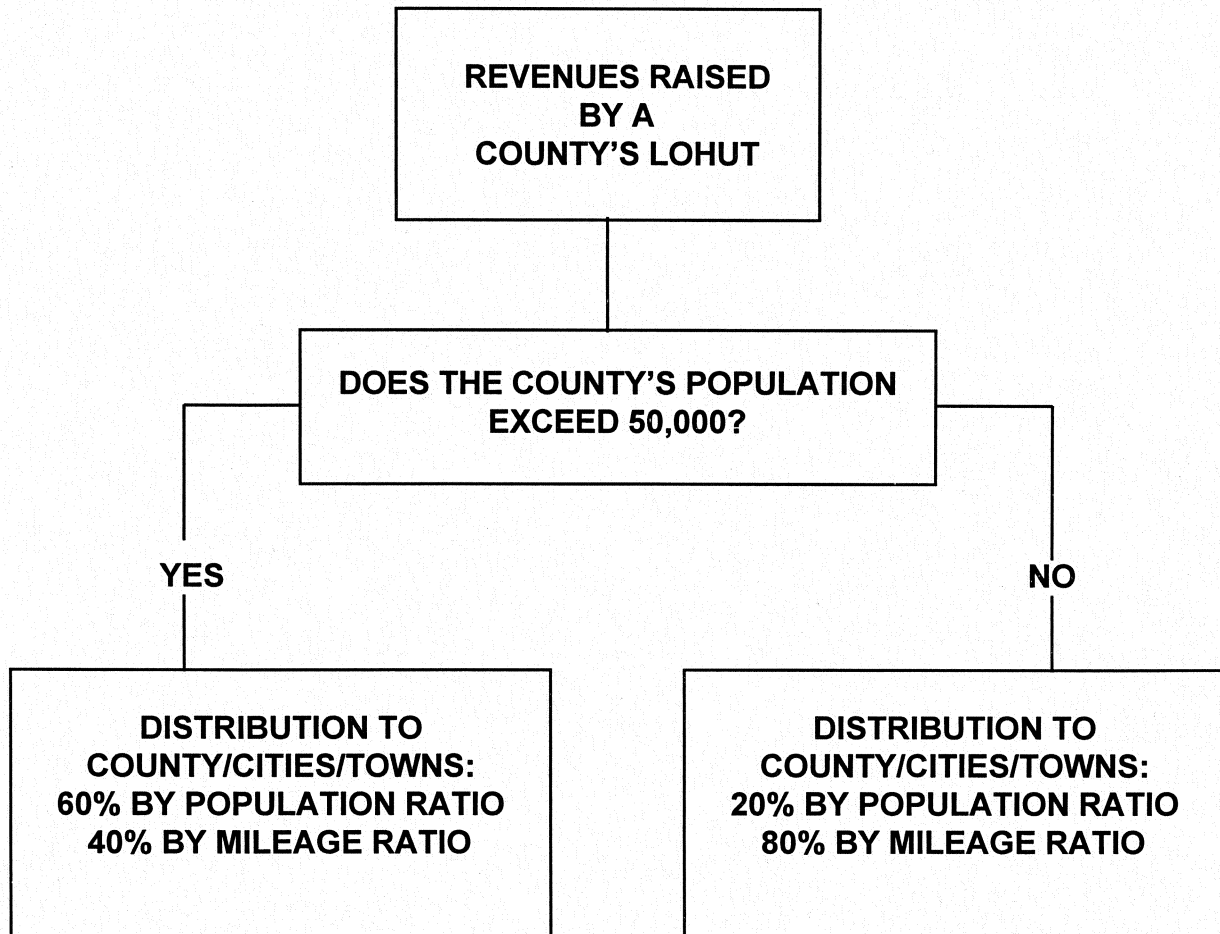 REVENUES RAISED
BY A
COUNTY'S LOHUT
DOES THE COUNTY'S POPULATION
EXCEED 50,000?
YES
NO
DISTRIBUTION TO
COUNTY/CITIES/TOWNS:
60% BY POPULATION RATIO
40% BY MILEAGE RATIO
DISTRIBUTION TO
COUNTY/CITIES/TOWNS:
20% BY POPULATION RATIO
80% BY MILEAGE RATIO